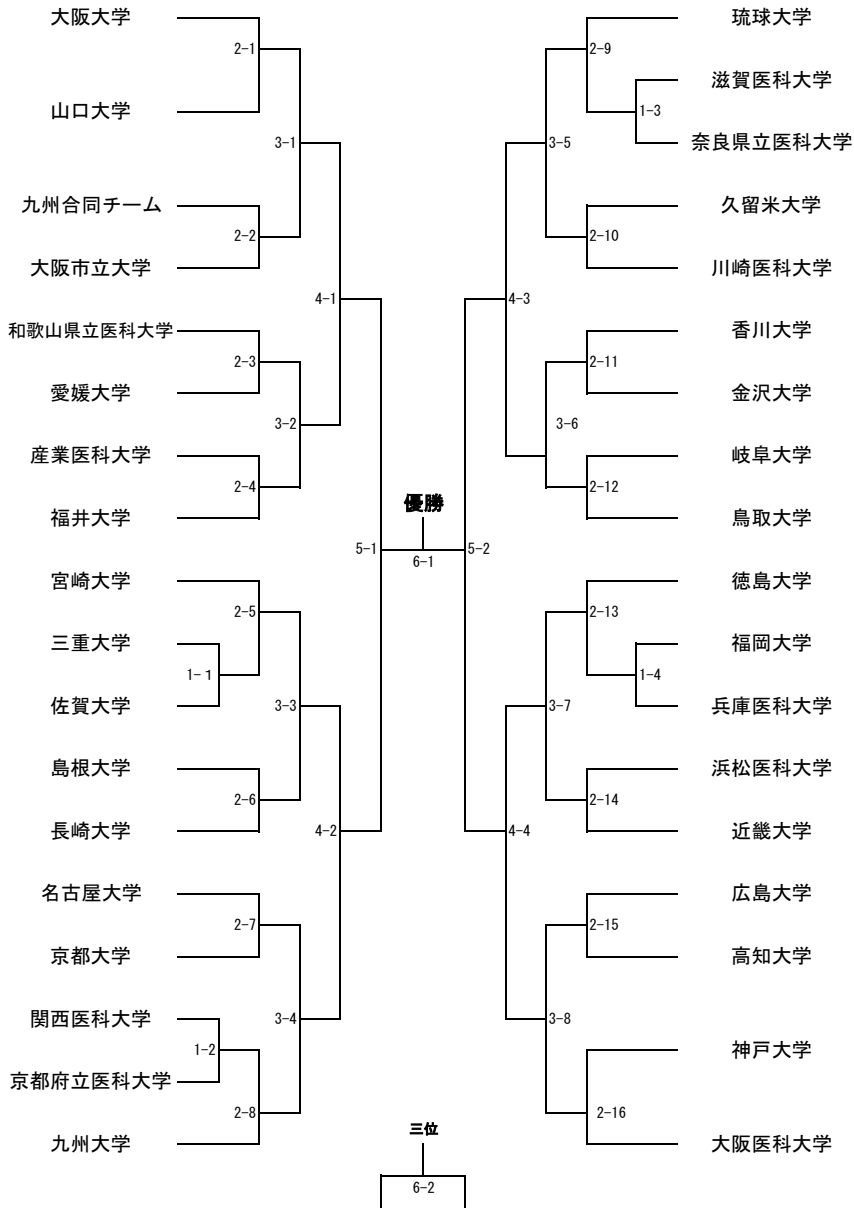 大阪大学
2-1
山口大学
3-1
九州合同チーム
2-2
大阪市立大学
4-1
和歌山県立医科大学
2-3
愛媛大学
3-2
産業医科大学
2-4
福井大学
5-1
宮崎大学
2-5
三重大学
1-1
佐賀大学
3-3
島根大学
2-6
長崎大学
4-2
名古屋大学
2-7
京都大学
関西医科大学
3-4
1-2
京都府立医科大学
2-8
九州大学
優勝
6-1
三位
6-2
琉球大学
2-9
滋賀医科大学
1-3
奈良県立医科大学
3-5
久留米大学
2-10
川崎医科大学
4-3
香川大学
2-11
金沢大学
3-6
岐阜大学
2-12
鳥取大学
5-2
徳島大学
2-13
福岡大学
1-4
兵庫医科大学
3-7
浜松医科大学
2-14
近畿大学
4-4
広島大学
2-15
高知大学
3-8
神戸大学
2-16
大阪医科大学